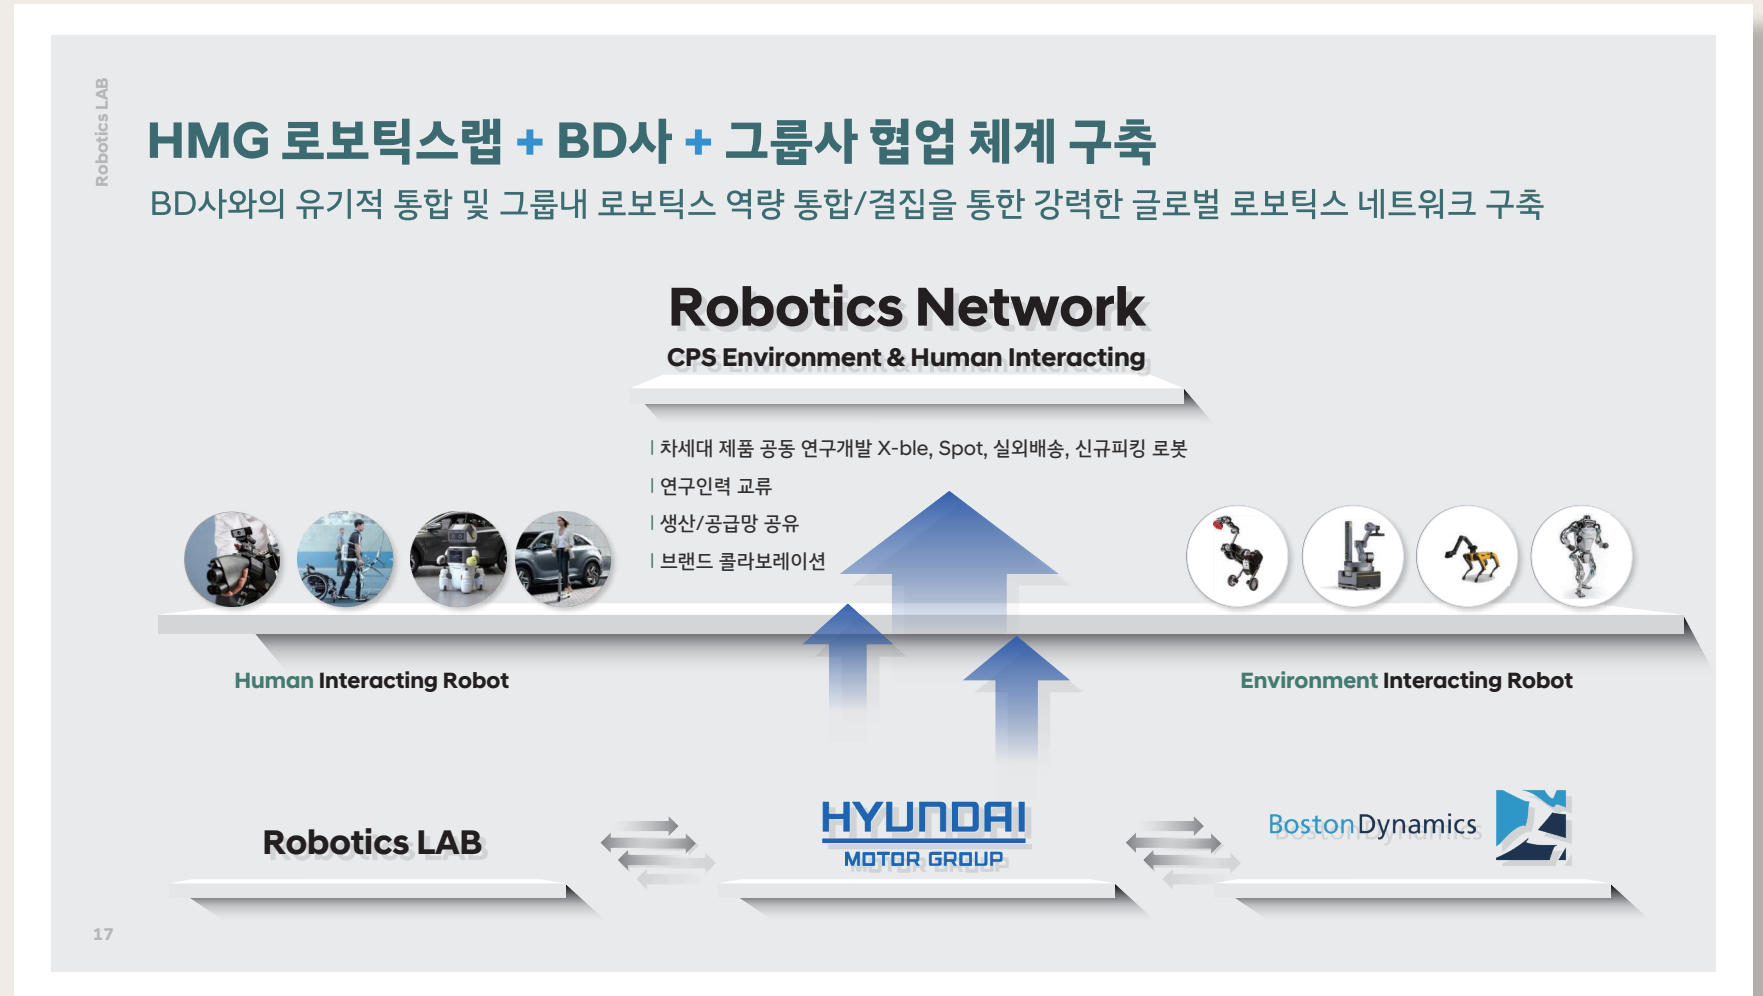 Robotics LAB
HMG 로보틱스랩 + BD사 + 그룹사 협업 체계 구축
BD사와의 유기적 통합 및 그룹내 로보틱스 역량 통합/결집을 통한 강력한 글로벌 로보틱스 네트워크 구축
Robotics Network
CPS Environment & Human Interacting
차세대 제품 공동 연구개발 X-ble, Spot, 실외배송, 신규피킹 로봇
연구인력 교류
생산/공급망 공유
브랜드 콜라보레이션
Human Interacting Robot
Environment Interacting Robot
Robotics LAB
HYUNDAI
MOTOR GROUP
BostonDynamics
17